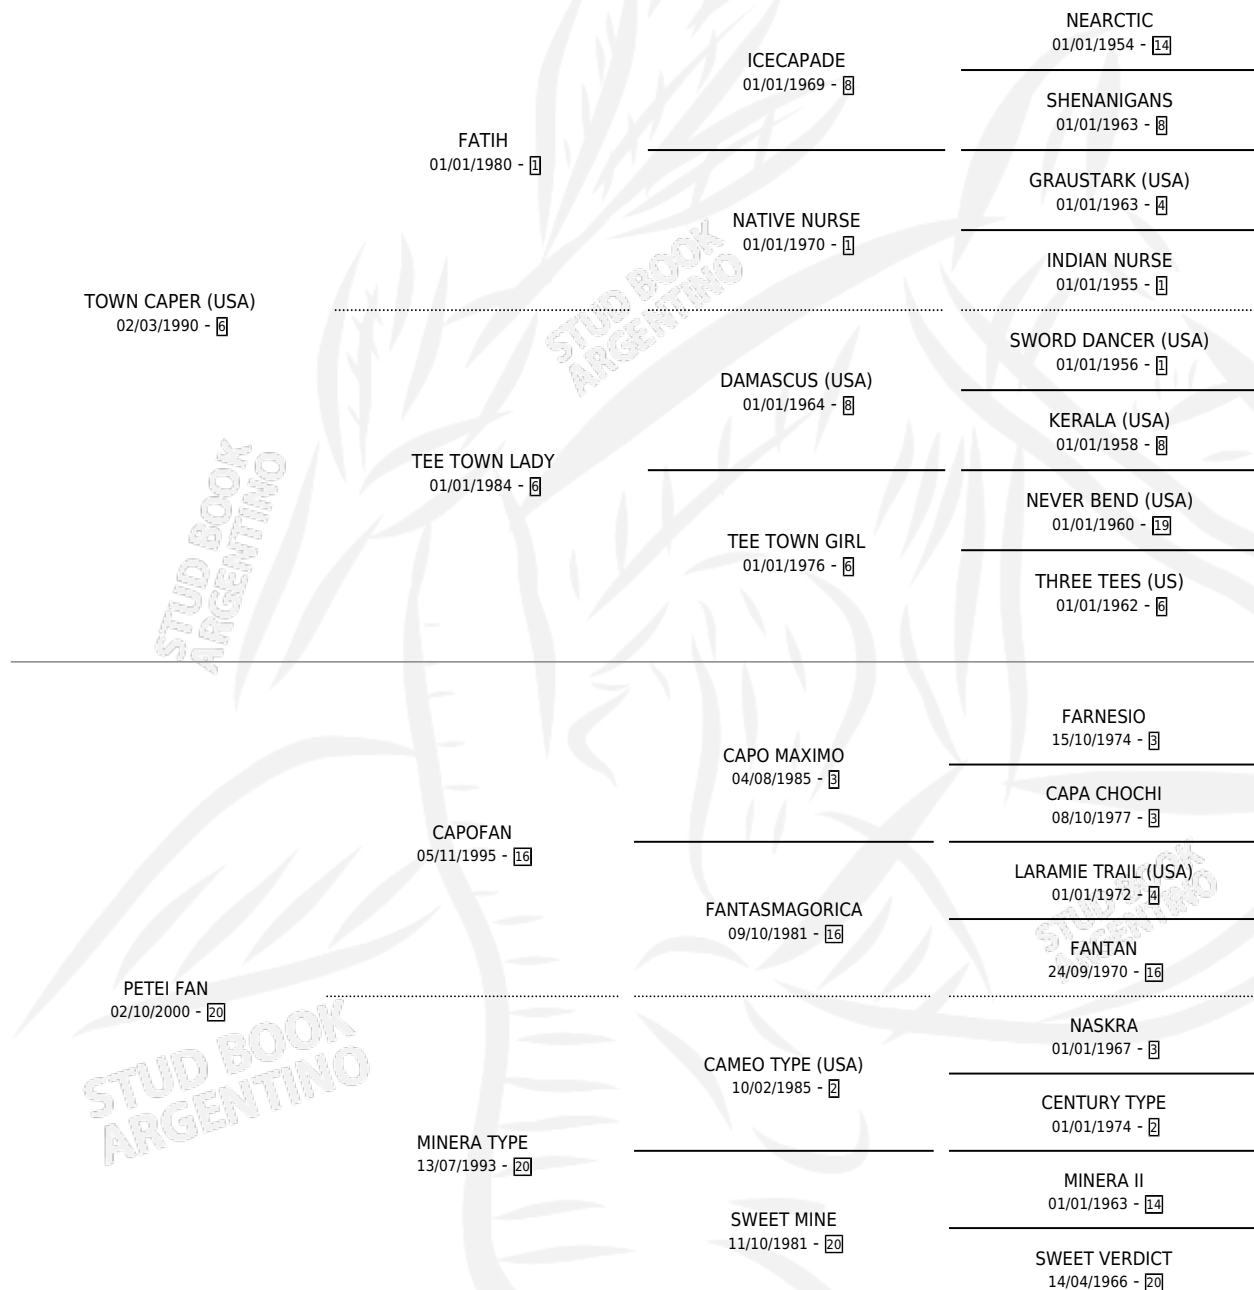 NEARCTIC
01/01/1954 - 14
ICECAPADE
01/01/1969 - 8
SHENANIGANS
01/01/1963 - 8
FATIH
01/01/1980 - 1
GRAUSTARK (USA)
01/01/1963 - 4
NATIVE NURSE
01/01/1970 - 1
INDIAN NURSE
01/01/1955 - 1
TOWN CAPER (USA)
02/03/1990 - 6
SWORD DANCER (USA)
01/01/1956 - 1
DAMASCUS (USA)
01/01/1964 - 8
KERALA (USA)
01/01/1958 - 8
TEE TOWN LADY
01/01/1984 - 6
NEVER BEND (USA)
01/01/1960 - 19
TEE TOWN GIRL
01/01/1976 - 6
THREE TEES (US)
01/01/1962 - 6
FARNESIO
15/10/1974 - 3
CAPO MAXIMO
04/08/1985 - 3
CAPA CHOCHI
08/10/1977 - 3
CAPOFAN
05/11/1995 - 16
LARAMIE TRAIL (USA)
01/01/1972 - 4
FANTASMAGORICA
09/10/1981 - 16
FANTAN
24/09/1970 - 16
PETEI FAN
02/10/2000 - 20
NASKRA
01/01/1967 - 3
CAMEO TYPE (USA)
10/02/1985 - 2
CENTURY TYPE
01/01/1974 - 2
MINERA TYPE
13/07/1993 - 20
MINERA II
01/01/1963 - 14
SWEET MINE
11/10/1981 - 20
SWEET VERDICT
14/04/1966 - 20
STUD BOOK
ARGENTINO
STUD BOOK
ARGENTINO
STUD BOOK
ARGENTINO
STUD BOOK
ARGENTINO